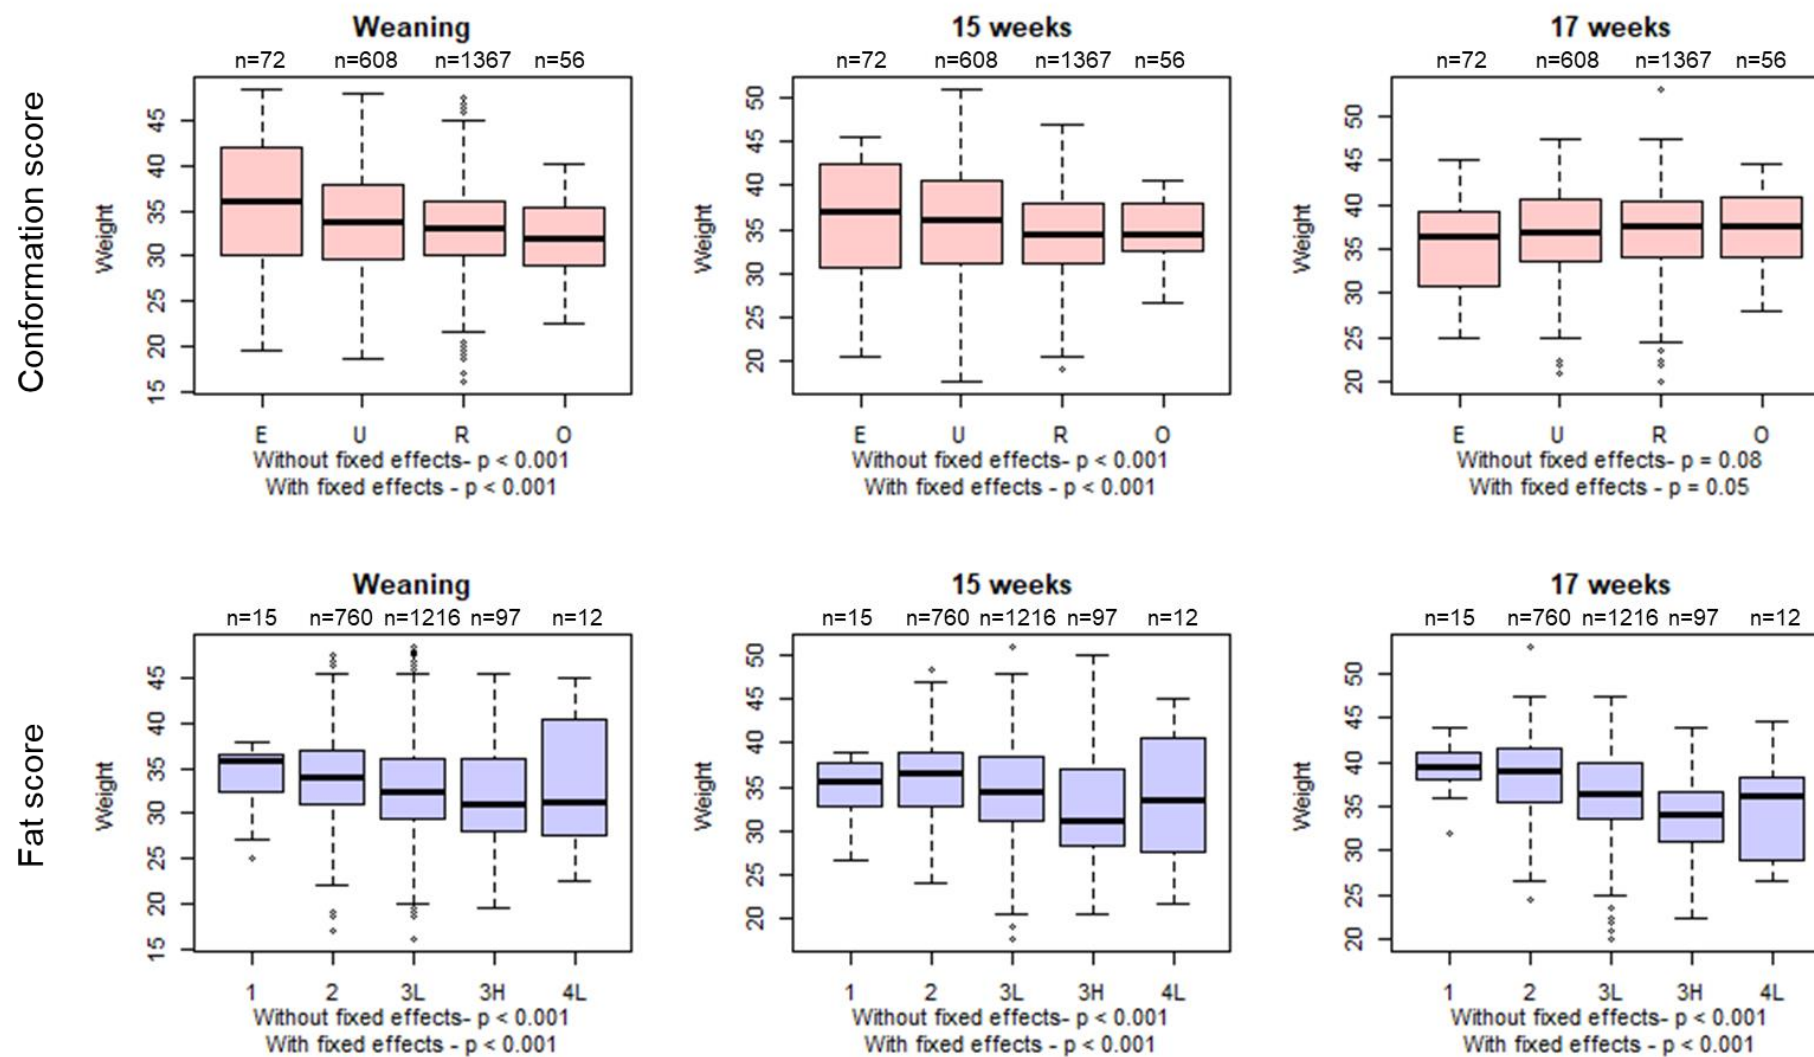 Conformation score
Weaning
n=72 n=608 n=1367 n=56
Weight
45
40
35
30
25
20
15
E U R O
Without fixed effects- p < 0.001
With fixed effects - p < 0.001
15 weeks
n=72 n=608 n=1367 n=56
Weight
50
45
40
35
30
25
20
E U R O
Without fixed effects- p < 0.001
With fixed effects - p < 0.001
17 weeks
n=72 n=608 n=1367 n=56
Weight
50
45
40
35
30
25
20
E U R O
Without fixed effects- p = 0.08
With fixed effects - p = 0.05
Fat score
Weaning
n=15 n=760 n=1216 n=97 n=12
Weight
45
40
35
30
25
20
15
1 2 3L 3H 4L
Without fixed effects- p < 0.001
With fixed effects - p < 0.001
15 weeks
n=15 n=760 n=1216 n=97 n=12
Weight
50
45
40
35
30
25
20
1 2 3L 3H 4L
Without fixed effects- p < 0.001
With fixed effects - p < 0.001
17 weeks
n=15 n=760 n=1216 n=97 n=12
Weight
50
45
40
35
30
25
20
1 2 3L 3H 4L
Without fixed effects- p < 0.001
With fixed effects - p < 0.001